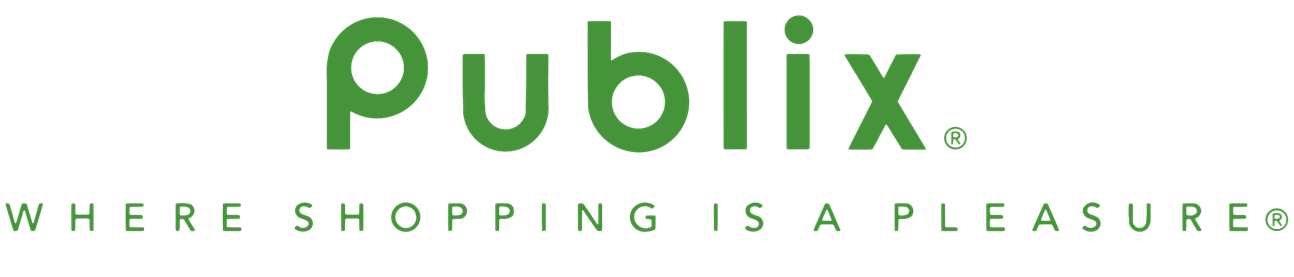 Publix®
WHERE SHOPPING IS A PLEASURE®